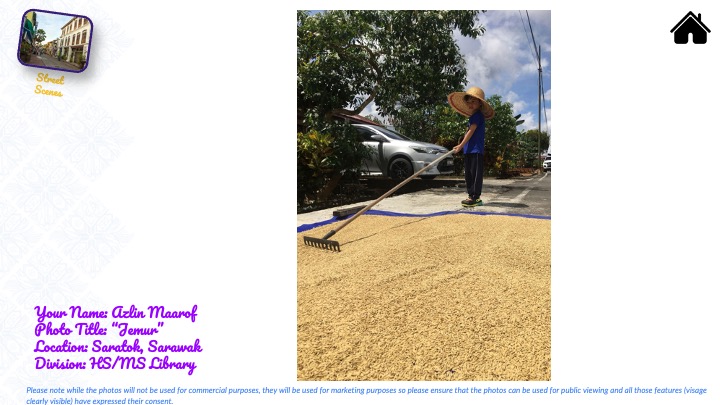 Street
Scenes
Your Name: Azlin Maarof
Photo Title: "Jemur"
Location: Saratok, Sarawak
Division: HS/MS Library
Please note while the photos will not be used for commercial purposes, they will be used for marketing purposes so please ensure that the photos can be used for public viewing and all those features (visage
clearly visible) have expressed their consent.